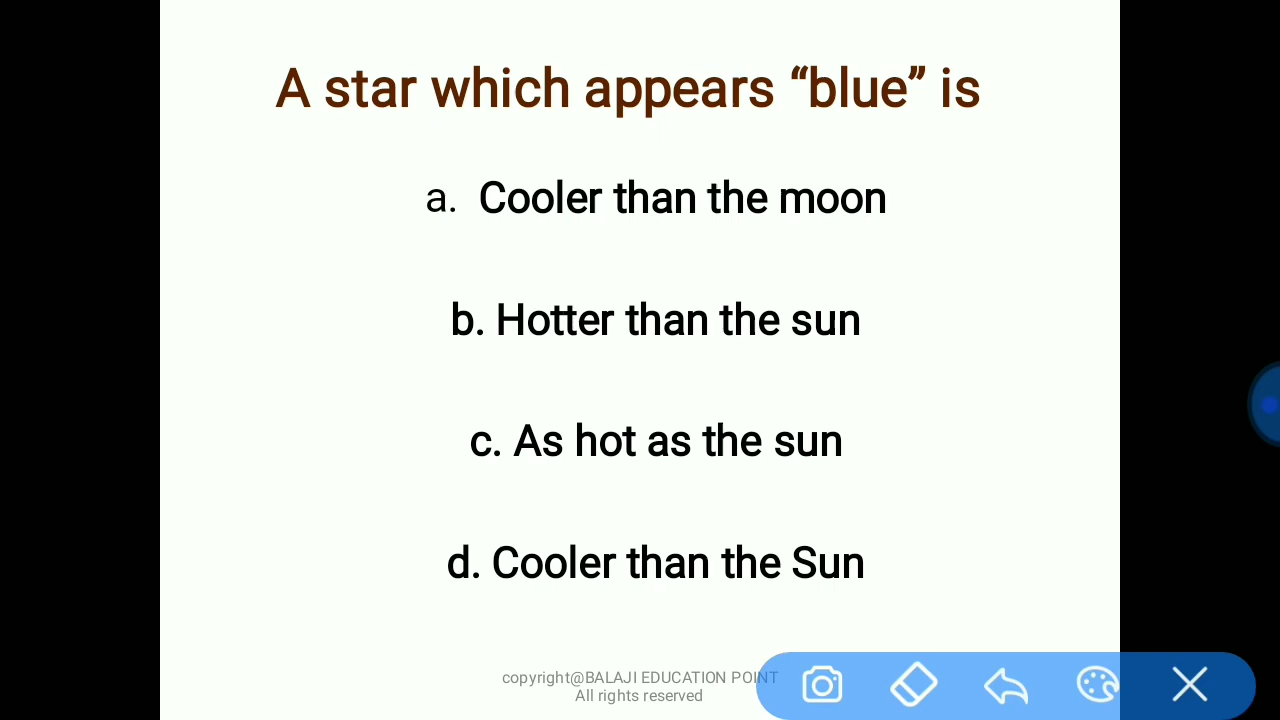 A star which appears “blue” is
a. Cooler than the moon
b. Hotter than the sun
c. As hot as the sun
d. Cooler than the Sun
copyright@BALAJI EDUCATION POINT
All rights reserved